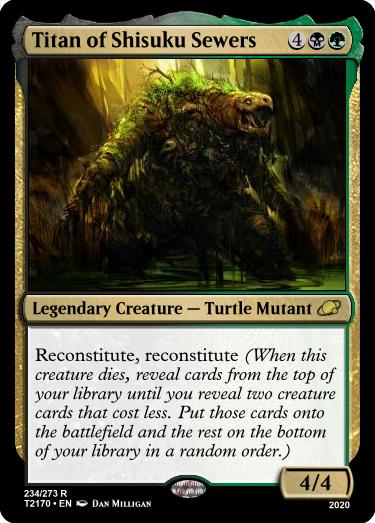 Titan of Shisuku Sewers 4
Legendary Creature — Turtle Mutant
Reconstitute, reconstitute (When this
creature dies, reveal cards from the top of
your library until you reveal two creature
cards that cost less. Put those cards onto
the battlefield and the rest on the bottom
of your library in a random order.)
4/4
234/273 R
T2170 • EN DAN MILLIGAN
2020